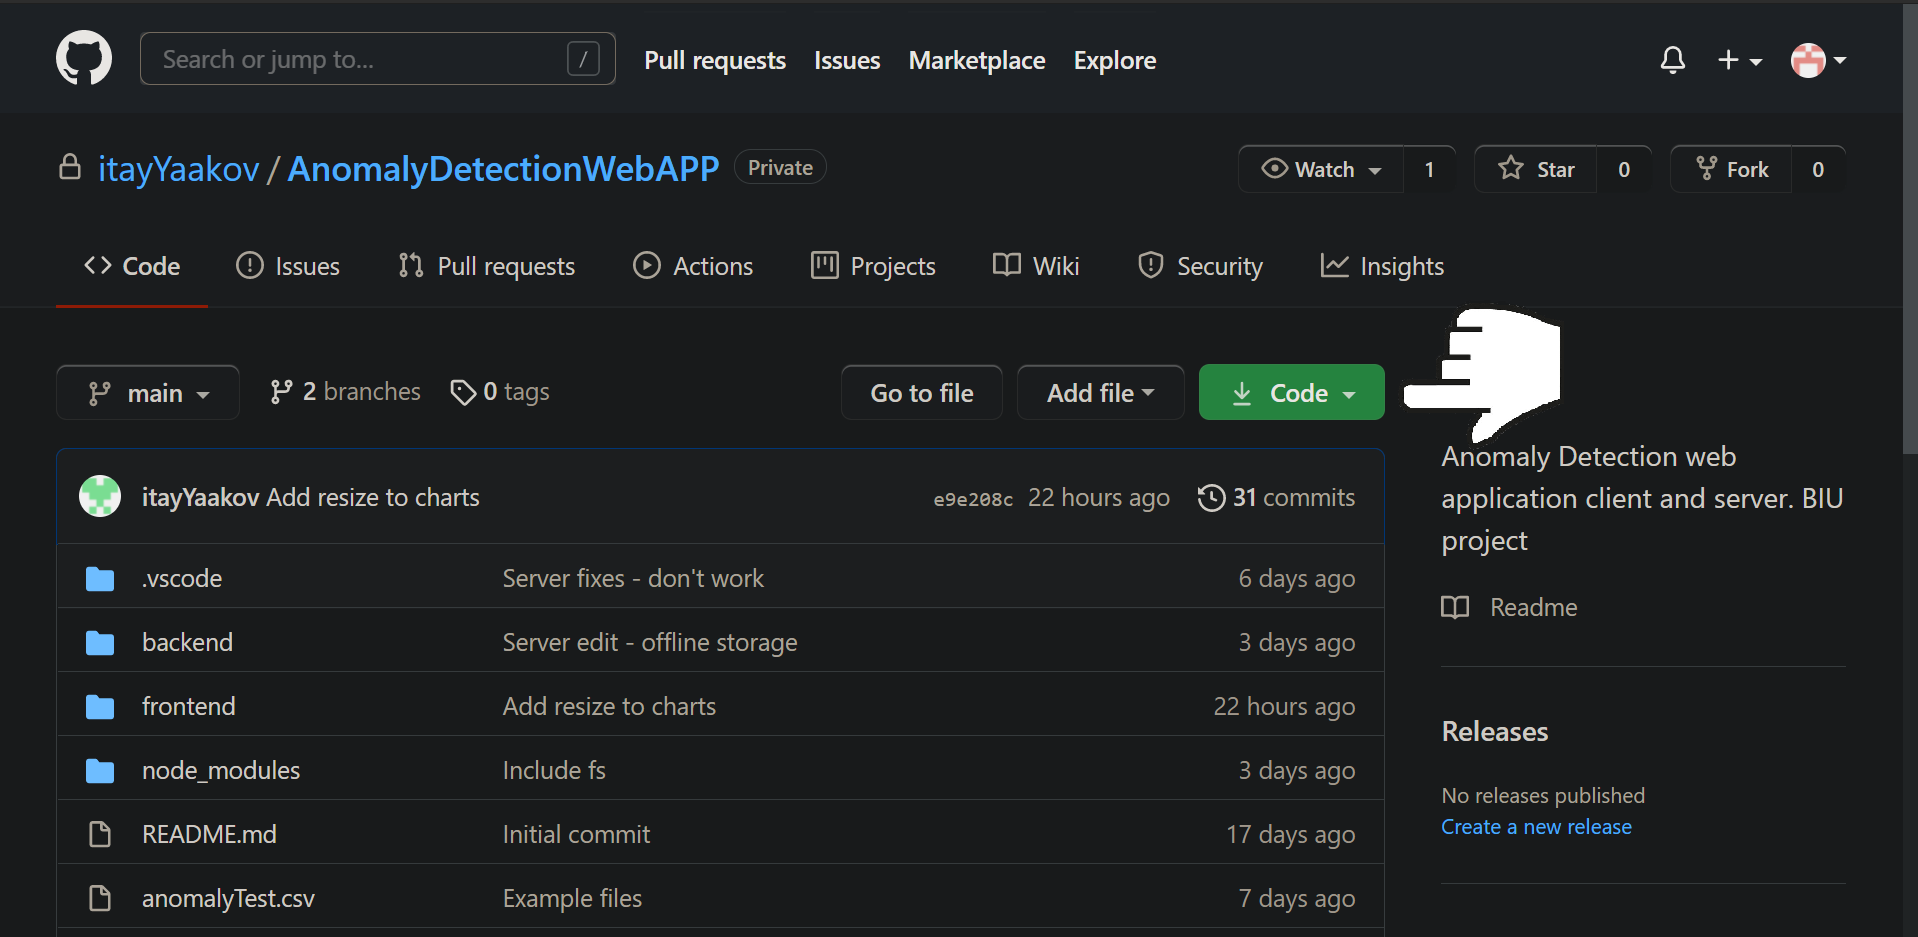 Search or jump to... / Pull requests Issues Marketplace Explore
itayYaakov / AnomalyDetectionWebAPP Private Watch 1 Star 0 Fork 0
Code Issues Pull requests Actions Projects Wiki Security Insights
main 2 branches 0 tags Go to file Add file Code
itayYaakov Add resize to charts e9e208c 22 hours ago 31 commits
.vscode Server fixes - don't work 6 days ago
backend Server edit - offline storage 3 days ago
frontend Add resize to charts 22 hours ago
node_modules Include fs 3 days ago
README.md Initial commit 17 days ago
anomalyTest.csv Example files 7 days ago
Anomaly Detection web
application client and server. BIU
project
Readme
Releases
No releases published
Create a new release